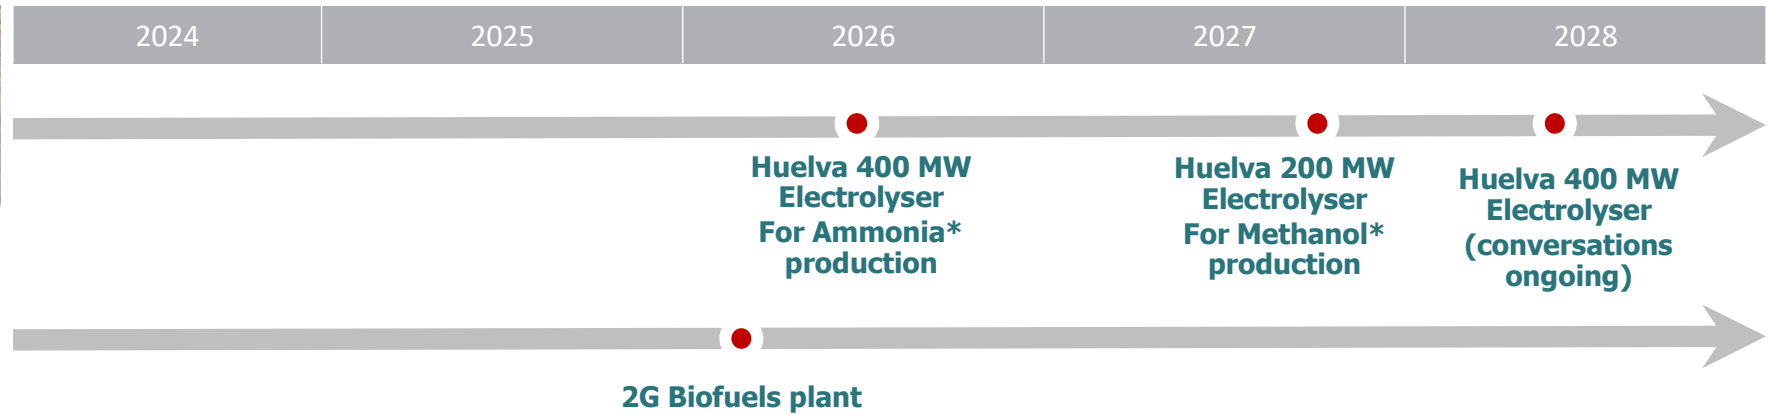 2024 2025 2026 2027 2028
Huelva 400 MW
Electrolyser
For Ammonia*
production
Huelva 200 MW
Electrolyser
For Methanol*
production
Huelva 400 MW
Electrolyser
(conversations
ongoing)
2G Biofuels plant